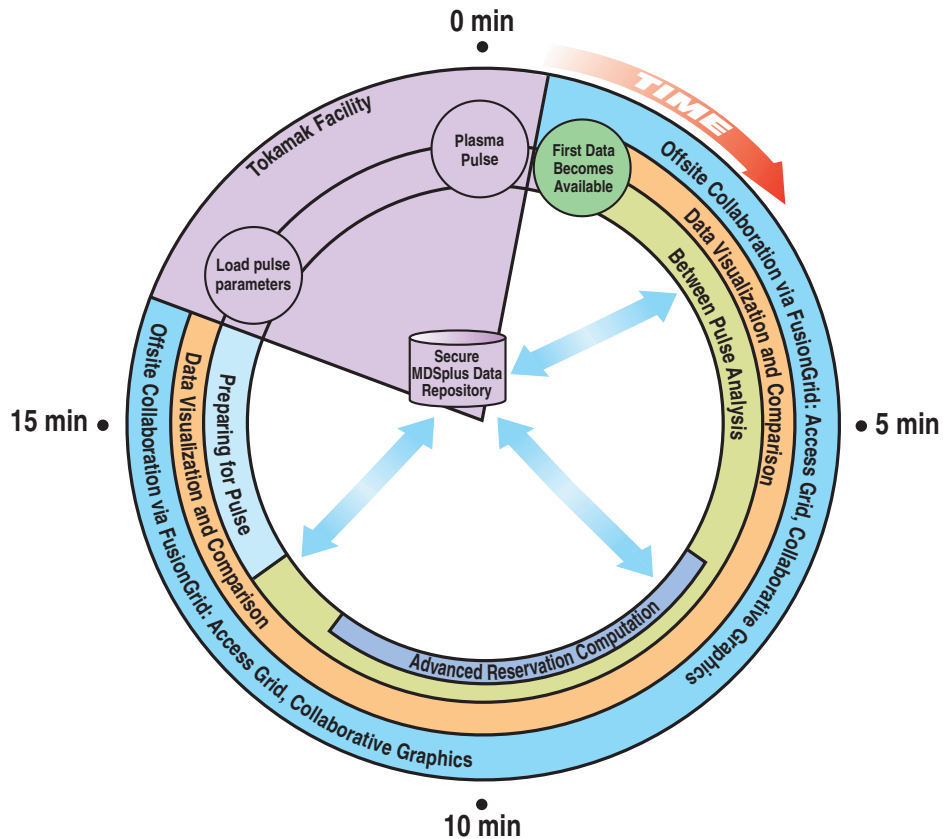 0 min
TIME
Tokamak Facility
Plasma
Pulse
First Data
Becomes
Available
Offsite Collaboration via FusionGrid: Access Grid, Collaborative Graphics
Data Visualization and Comparison
Between Pulse Analysis
Load pulse
parameters
Secure
MDSplus Data
Repository
15 min
5 min
Offsite Collaboration via FusionGrid: Access Grid, Collaborative Graphics
Data Visualization and Comparison
Preparing for Pulse
Advanced Reservation Computation
10 min